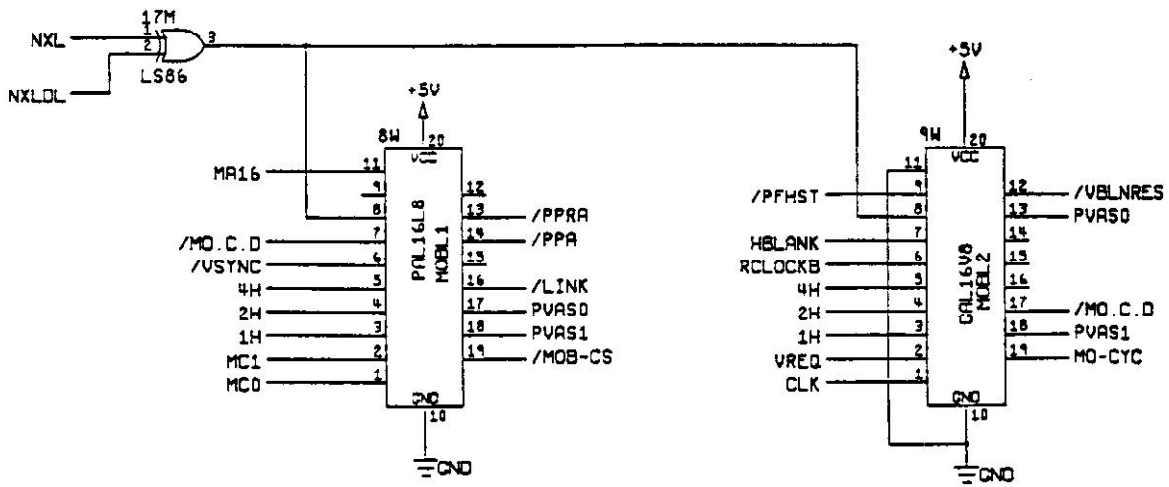 17M
NXL 1 3
2
LS86
NXLDL
+5V
8W 20
VCC
MA16 11
9 12
8 13 /PPRA
/MO.C.D 7 14 /PPA
/VSYNC 6 15
4H 5 16 /LINK
2H 4 17 PVAS0
1H 3 18 PVAS1
MC1 2 19 /MOB-CS
MC0 1
PAL16L8
MOBL1
GND
10
GND
+5V
9W 20
VCC
11
/PFHST 9 12 /VBLNRES
8 13 PVAS0
HBLANK 7 14
RCLOCKB 6 15
4H 5 16
2H 4 17 /MO.C.D
1H 3 18 PVAS1
VREQ 2 19 MO-CYC
CLK 1
GAL16V8
MOBL2
GND
10
GND